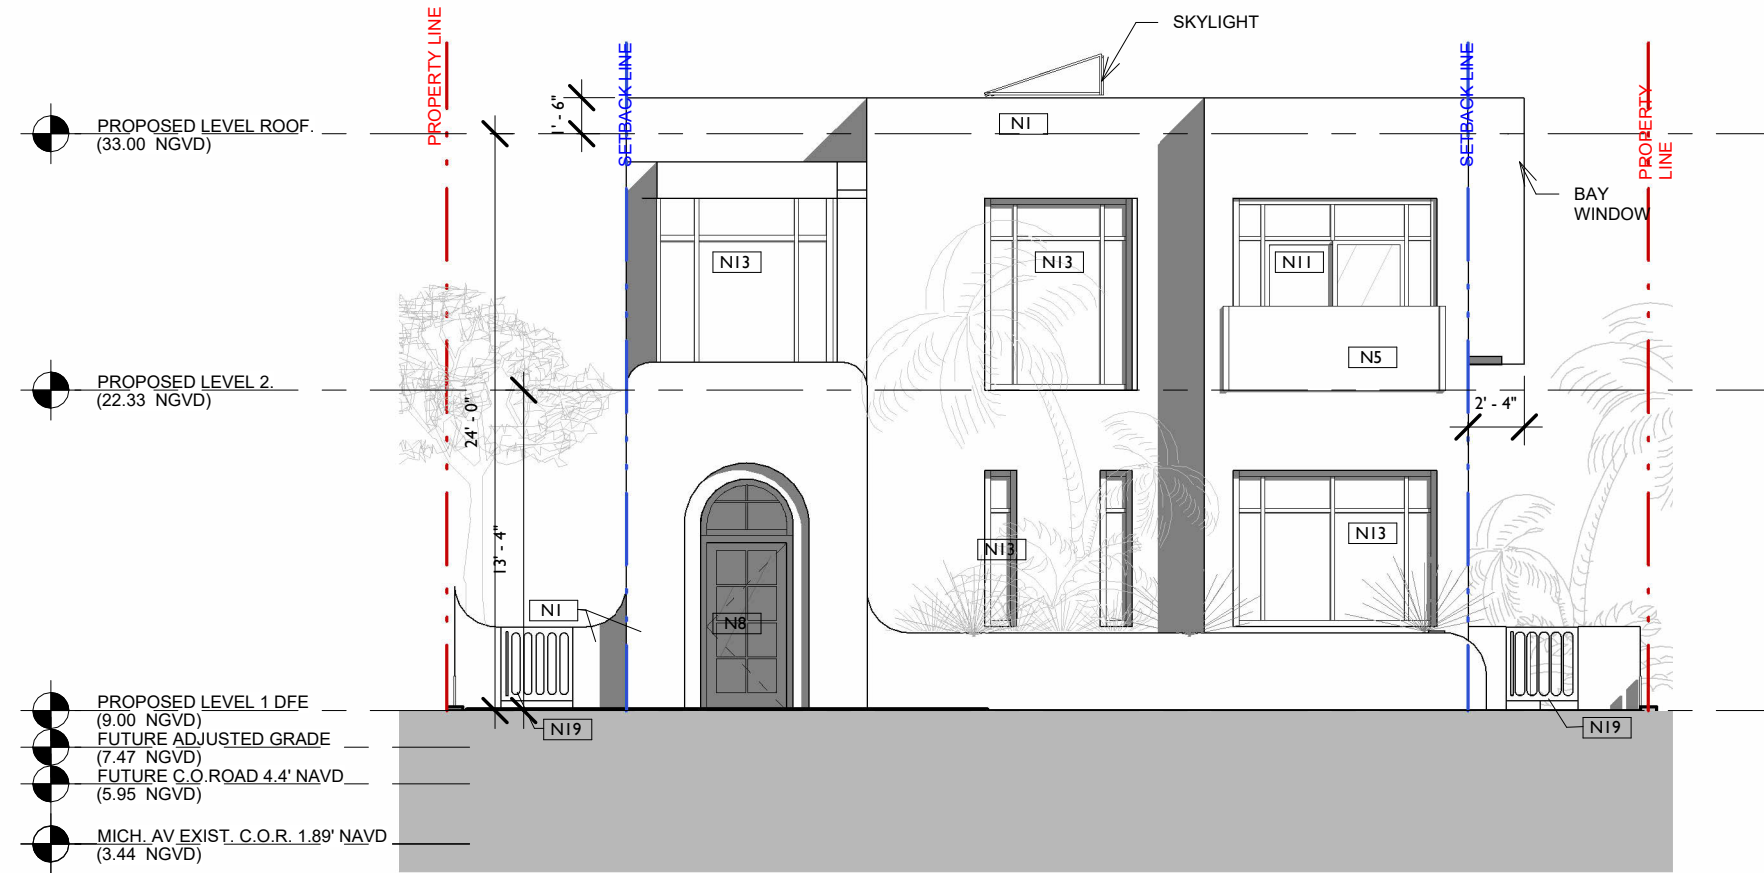 SKYLIGHT
PROPERTY LINE
SETBACK LINE
SETBACK LINE
PROPERTY
LINE
1' - 6"
PROPOSED LEVEL ROOF.
(33.00 NGVD)
N1
BAY
WINDOW
N13
N13
N11
N5
PROPOSED LEVEL 2.
(22.33 NGVD)
24' - 0"
2' - 4"
13' - 4"
N13
N13
N1
N8
PROPOSED LEVEL 1 DFE
(9.00 NGVD)
N19
N19
FUTURE ADJUSTED GRADE
(7.47 NGVD)
FUTURE C.O.ROAD 4.4' NAVD
(5.95 NGVD)
MICH. AV EXIST. C.O.R. 1.89' NAVD
(3.44 NGVD)